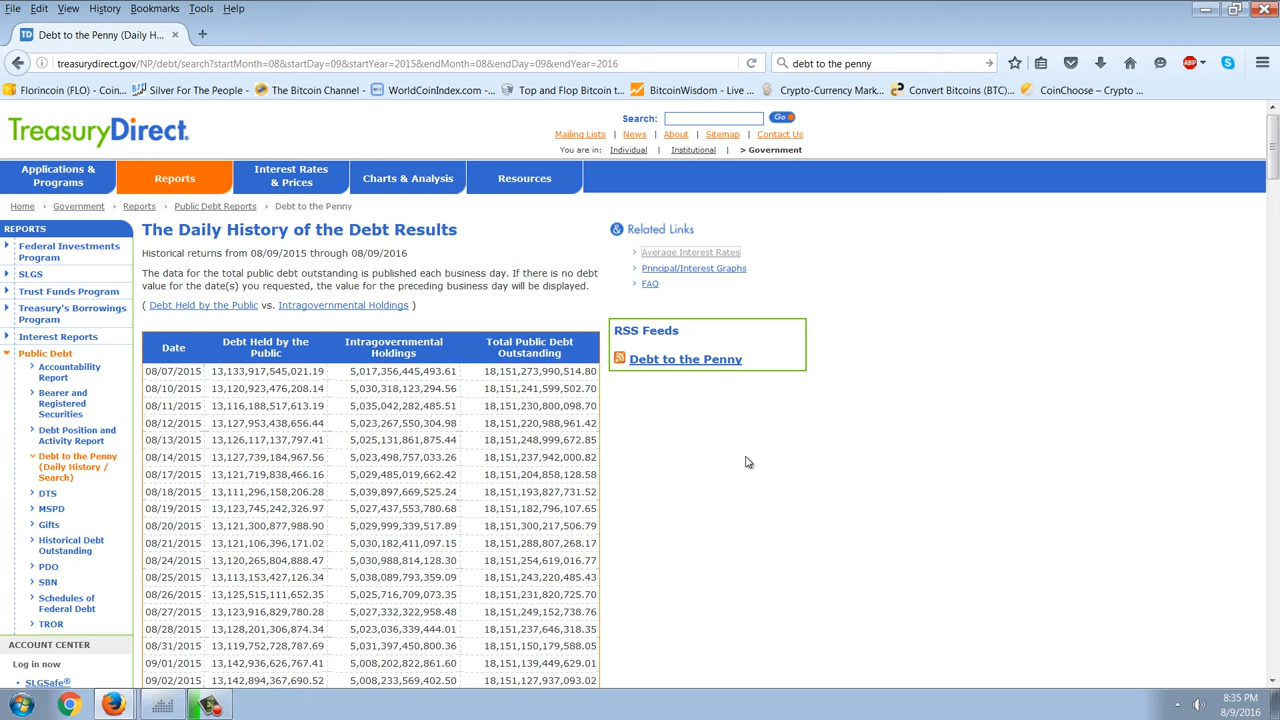 File Edit View History Bookmarks Tools Help
TD Debt to the Penny (Daily H... × +
treasurydirect.gov/NP/debt/search?startMonth=08&startDay=09&startYear=2015&endMonth=08&endDay=09&endYear=2016 debt to the penny
Florincoin (FLO) - Coin... Silver For The People - ... The Bitcoin Channel - ... WorldCoinIndex.com -... Top and Flop Bitcoin t... BitcoinWisdom - Live ... Crypto-Currency Mark... Convert Bitcoins (BTC)... CoinChoose – Crypto ...
TreasuryDirect
Search: Go
Mailing Lists | News | About | Sitemap | Contact Us
You are in: Individual | Institutional > Government
Applications & Programs Reports Interest Rates & Prices Charts & Analysis Resources
Home > Government > Reports > Public Debt Reports > Debt to the Penny
REPORTS
Federal Investments
Program
SLGS
Trust Funds Program
Treasury's Borrowings
Program
Interest Reports
Public Debt
Accountability
Report
Bearer and
Registered
Securities
Debt Position and
Activity Report
Debt to the Penny
(Daily History /
Search)
DTS
MSPD
Gifts
Historical Debt
Outstanding
PDO
SBN
Schedules of
Federal Debt
TROR
ACCOUNT CENTER
Log in now
SLGSafe®
The Daily History of the Debt Results
Historical returns from 08/09/2015 through 08/09/2016
The data for the total public debt outstanding is published each business day. If there is no debt
value for the date(s) you requested, the value for the preceding business day will be displayed.
( Debt Held by the Public vs. Intragovernmental Holdings )
Date Debt Held by the Public Intragovernmental Holdings Total Public Debt Outstanding
08/07/2015 13,133,917,545,021.19 5,017,356,445,493.61 18,151,273,990,514.80
08/10/2015 13,120,923,476,208.14 5,030,318,123,294.56 18,151,241,599,502.70
08/11/2015 13,116,188,517,613.19 5,035,042,282,485.51 18,151,230,800,098.70
08/12/2015 13,127,953,438,656.44 5,023,267,550,304.98 18,151,220,988,961.42
08/13/2015 13,126,117,137,797.41 5,025,131,861,875.44 18,151,248,999,672.85
08/14/2015 13,127,739,184,967.56 5,023,498,757,033.26 18,151,237,942,000.82
08/17/2015 13,121,719,838,466.16 5,029,485,019,662.42 18,151,204,858,128.58
08/18/2015 13,111,296,158,206.28 5,039,897,669,525.24 18,151,193,827,731.52
08/19/2015 13,123,745,242,326.97 5,027,437,553,780.68 18,151,182,796,107.65
08/20/2015 13,121,300,877,988.90 5,029,999,339,517.89 18,151,300,217,506.79
08/21/2015 13,121,106,396,171.02 5,030,182,411,097.15 18,151,288,807,268.17
08/24/2015 13,120,265,804,888.47 5,030,988,814,128.30 18,151,254,619,016.77
08/25/2015 13,113,153,427,126.34 5,038,089,793,359.09 18,151,243,220,485.43
08/26/2015 13,125,515,111,652.35 5,025,716,709,073.35 18,151,231,820,725.70
08/27/2015 13,123,916,829,780.28 5,027,332,322,958.48 18,151,249,152,738.76
08/28/2015 13,128,201,306,874.34 5,023,036,339,444.01 18,151,237,646,318.35
08/31/2015 13,119,752,728,787.69 5,031,397,450,800.36 18,151,150,179,588.05
09/01/2015 13,142,936,626,767.41 5,008,202,822,861.60 18,151,139,449,629.01
09/02/2015 13,142,894,367,690.52 5,008,233,569,402.50 18,151,127,937,093.02
Related Links
Average Interest Rates
Principal/Interest Graphs
FAQ
RSS Feeds
Debt to the Penny
8:35 PM
8/9/2016